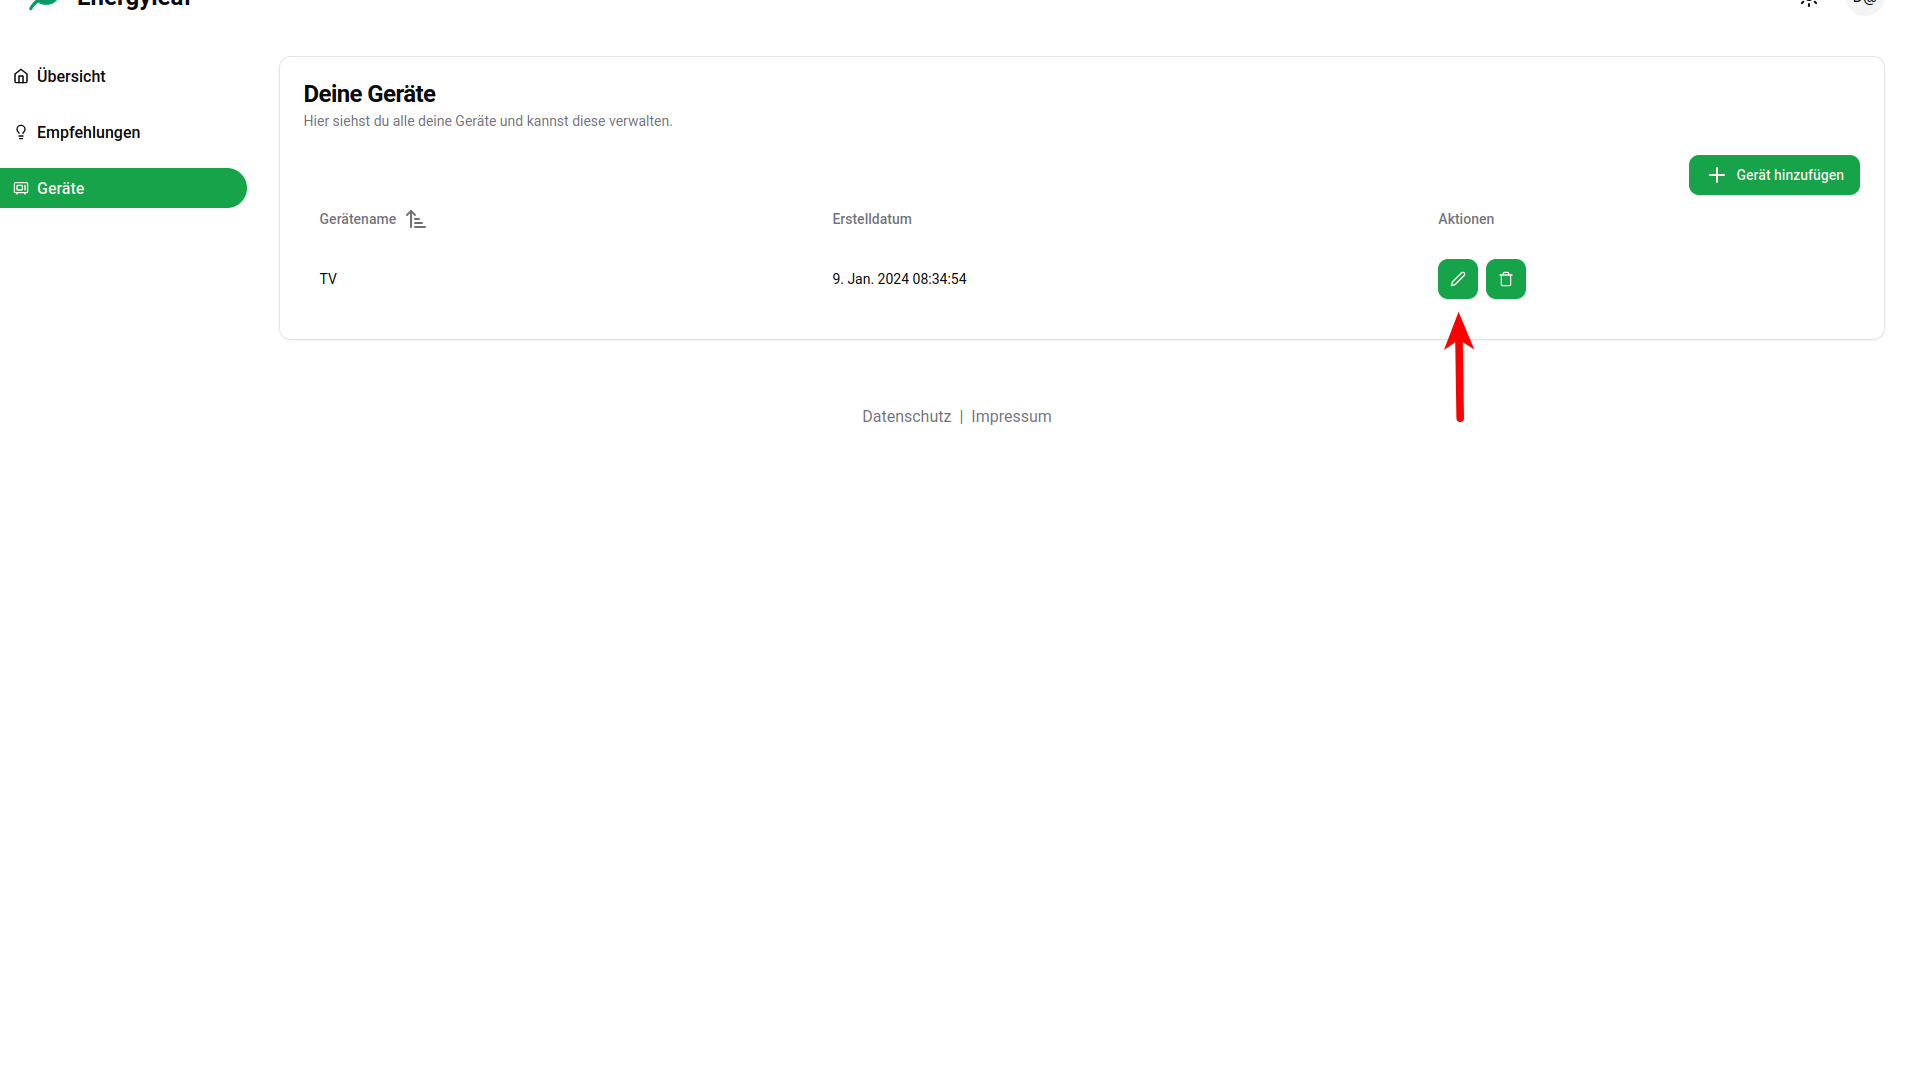 Energyleaf
Übersicht
Empfehlungen
Geräte
Deine Geräte
Hier siehst du alle deine Geräte und kannst diese verwalten.
Gerät hinzufügen
Gerätename Erstelldatum Aktionen
TV 9. Jan. 2024 08:34:54
Datenschutz | Impressum